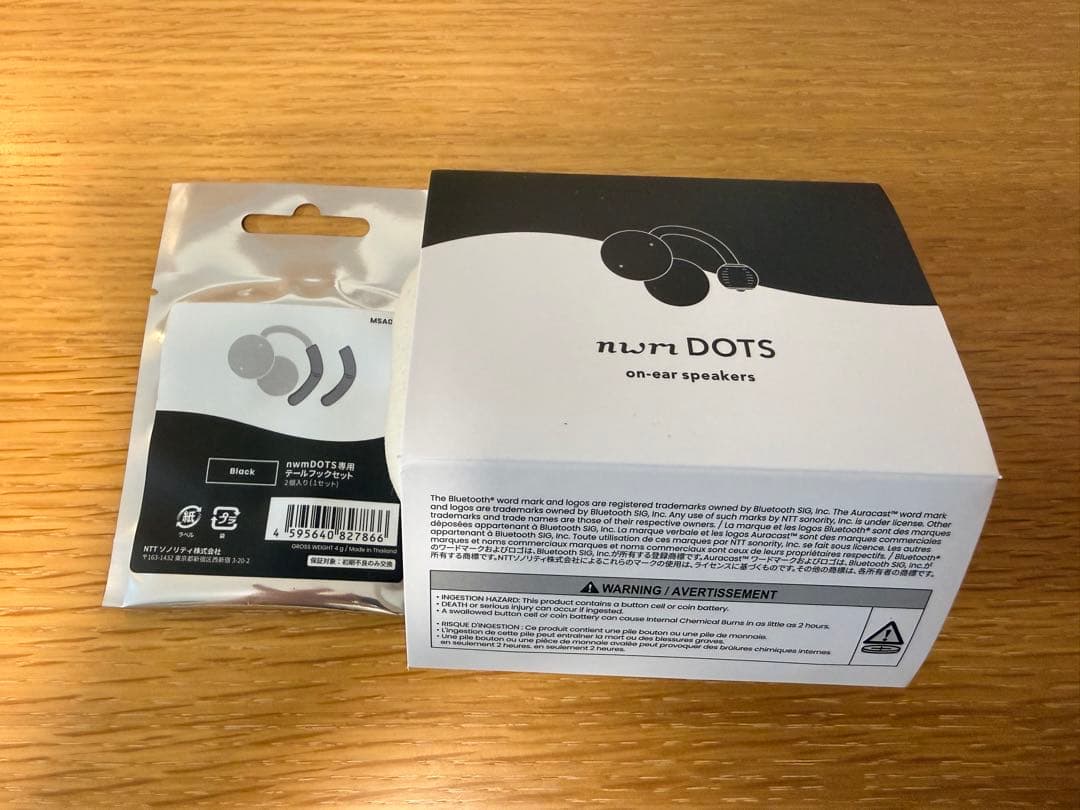 MSA0
Black
nwmDOTS専用
テールフックセット
2個入り(1セット)
紙
ラベル
プラ
袋
4 595640 827866
GROSS WEIGHT 4 g / Made in Thailand
NTT ソノリティ株式会社
〒163-1432 東京都新宿区西新宿 3-20-2
保証対象：初期不良のみ交換
nwm DOTS
on-ear speakers
The Bluetooth® word mark and logos are registered trademarks owned by Bluetooth SIG, Inc. The Auracast™ word mark
and logos are trademarks owned by Bluetooth SIG, Inc. Any use of such marks by NTT sonority, Inc. is under license. Other
trademarks and trade names are those of their respective owners. / La marque et les logos Bluetooth® sont des marques
déposées appartenant à Bluetooth SIG, Inc. La marque verbale et les logos Auracast™ sont des marques commerciales
appartenant à Bluetooth SIG, Inc. Toute utilisation de ces marques par NTT sonority, Inc. se fait sous licence. Les autres
marques et noms commerciaux marques et noms commerciaux sont ceux de leurs propriétaires respectifs. / Bluetooth®
のワードマークおよびロゴは、Bluetooth SIG, Inc.が所有する登録商標です。Auracast™ ワードマークおよびロゴは、Bluetooth SIG, Inc.が
所有する商標です。NTTソノリティ株式会社によるこれらのマークの使用は、ライセンスに基づくものです。その他の商標は、各所有者の商標です。
WARNING / AVERTISSEMENT
• INGESTION HAZARD: This product contains a button cell or coin battery.
• DEATH or serious injury can occur if ingested.
• A swallowed button cell or coin battery can cause Internal Chemical Burns in as little as 2 hours.
• RISQUE D'INGESTION : Ce produit contient une pile bouton ou une pile de monnaie.
• L'ingestion de cette pile peut entraîner la mort ou des blessures graves.
• Une pile bouton ou une pièce de monnaie avalée peut provoquer des brûlures chimiques internes
en seulement 2 heures. en seulement 2 heures.